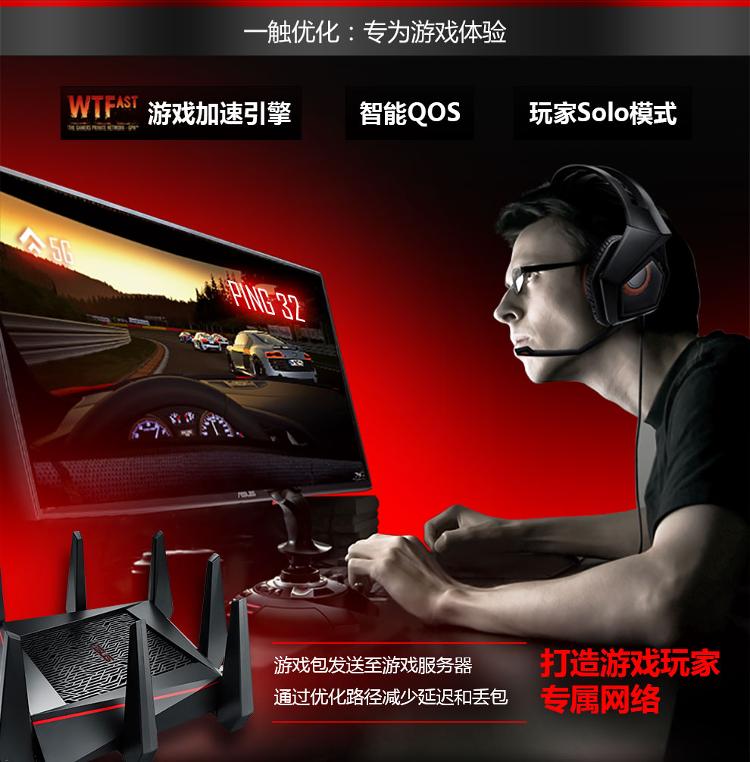 一触优化：专为游戏体验
WTFAST 游戏加速引擎
THE GAMERS PRIVATE NETWORK - GPN™
智能QOS
玩家Solo模式
5G
PING 32
ASUS
游戏包发送至游戏服务器
通过优化路径减少延迟和丢包
打造游戏玩家
专属网络